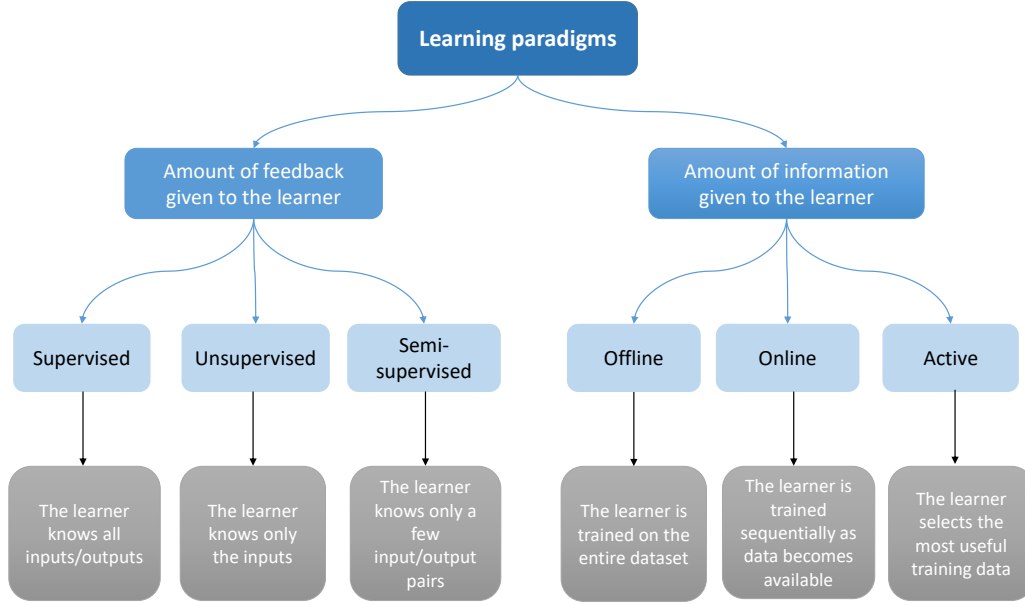 Learning paradigms
Amount of feedback
given to the learner
Amount of information
given to the learner
Supervised
Unsupervised
Semi-
supervised
Offline
Online
Active
The learner
knows all
inputs/outputs
The learner
knows only
the inputs
The learner
knows only a
few
input/output
pairs
The learner is
trained on the
entire dataset
The learner is
trained
sequentially as
data becomes
available
The learner
selects the
most useful
training data